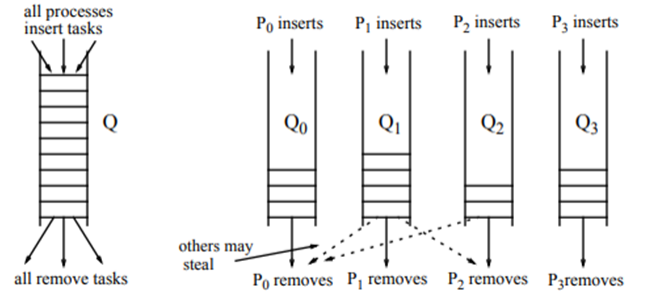 all processes
insert tasks
Q
all remove tasks
P0 inserts
P1 inserts
P2 inserts
P3 inserts
Q0
Q1
Q2
Q3
others may
steal
P0 removes
P1 removes
P2 removes
P3removes